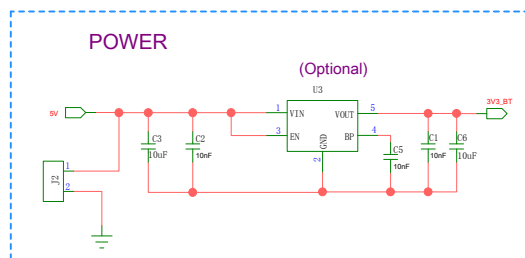 POWER
(Optional)
U3
5V
1
VIN
VOUT
5
3V3_BT
3
EN
BP
4
GND
2
C3
10uF
C2
10nF
C5
10nF
C1
10nF
C6
10uF
J2
1
2